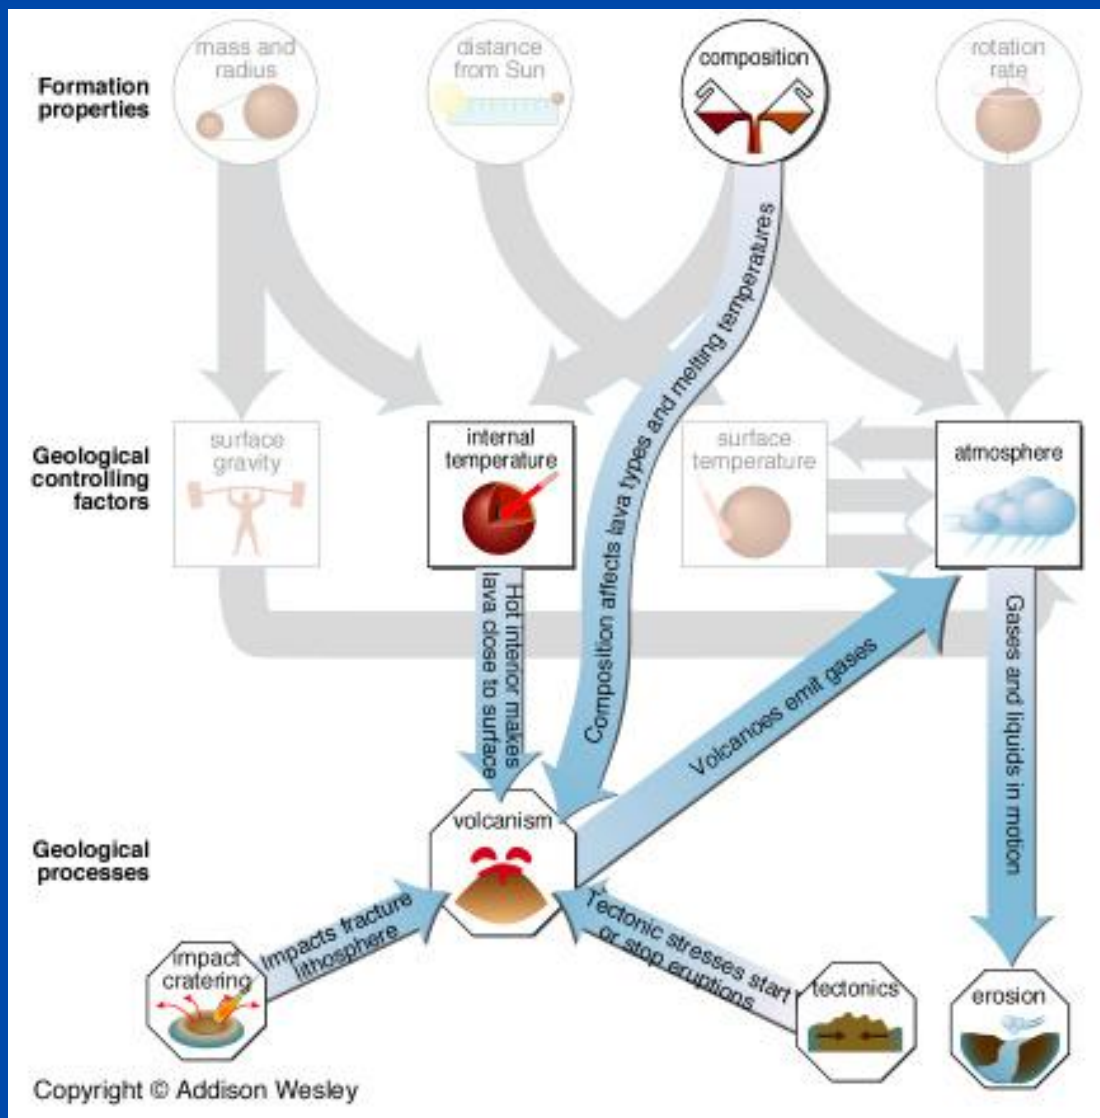 mass and
radius
distance
from Sun
composition
rotation
rate
Formation
properties
Composition affects lava types and melting temperatures
surface
gravity
internal
temperature
surface
temperature
atmosphere
Geological
controlling
factors
Hot interior makes
lava close to surface
Volcanoes emit gases
Gases and liquids in motion
volcanism
Geological
processes
Impacts fracture
lithosphere
Tectonic stresses start
or stop eruptions
impact
cratering
tectonics
erosion
Copyright © Addison Wesley